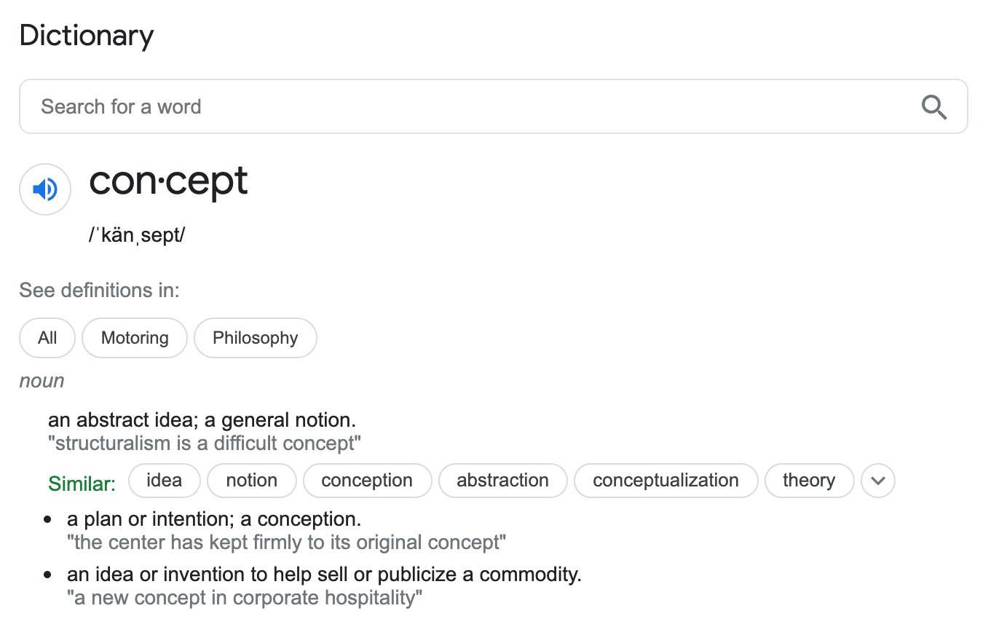 Dictionary
Search for a word
con·cept
/ˈkänˌsept/
See definitions in:
All Motoring Philosophy
noun
an abstract idea; a general notion.
"structuralism is a difficult concept"
Similar: idea notion conception abstraction conceptualization theory
• a plan or intention; a conception.
"the center has kept firmly to its original concept"
• an idea or invention to help sell or publicize a commodity.
"a new concept in corporate hospitality"